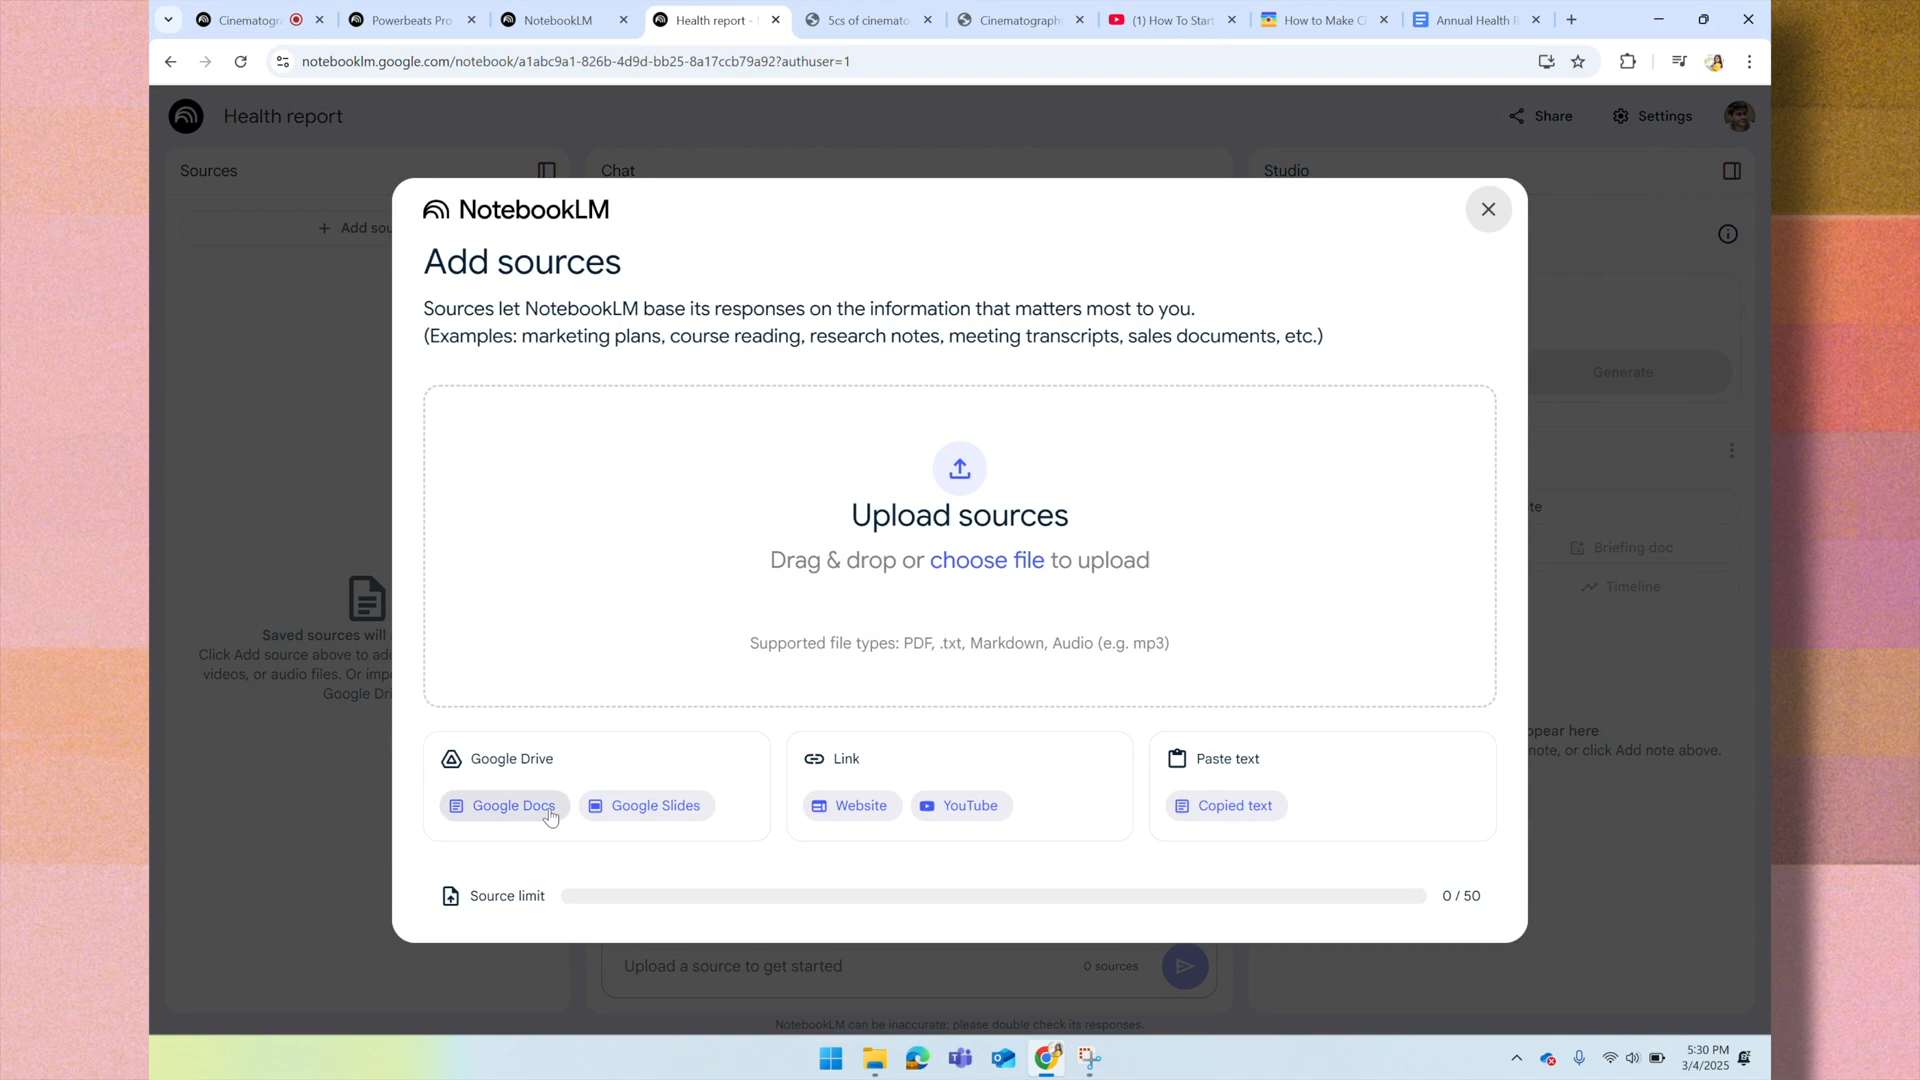 Cinematogr
Powerbeats Pro
NotebookLM
Health report -
5cs of cinemato
Cinematography
(1) How To Start
How to Make Ci
Annual Health R
notebooklm.google.com/notebook/a1abc9a1-826b-4d9d-bb25-8a17ccb79a92?authuser=1
Health report
Share
Settings
Sources
Chat
Studio
+ Add sou
NotebookLM
Add sources
Sources let NotebookLM base its responses on the information that matters most to you.
(Examples: marketing plans, course reading, research notes, meeting transcripts, sales documents, etc.)
Generate
Upload sources
Drag & drop or choose file to upload
Supported file types: PDF, .txt, Markdown, Audio (e.g. mp3)
te
Briefing doc
Timeline
Saved sources will
Click Add source above to ad
videos, or audio files. Or imp
Google Dri
ppear here
note, or click Add note above.
Google Drive
Google Docs
Google Slides
Link
Website
YouTube
Paste text
Copied text
Source limit
0 / 50
Upload a source to get started
0 sources
NotebookLM can be inaccurate; please double check its responses.
5:30 PM
3/4/2025